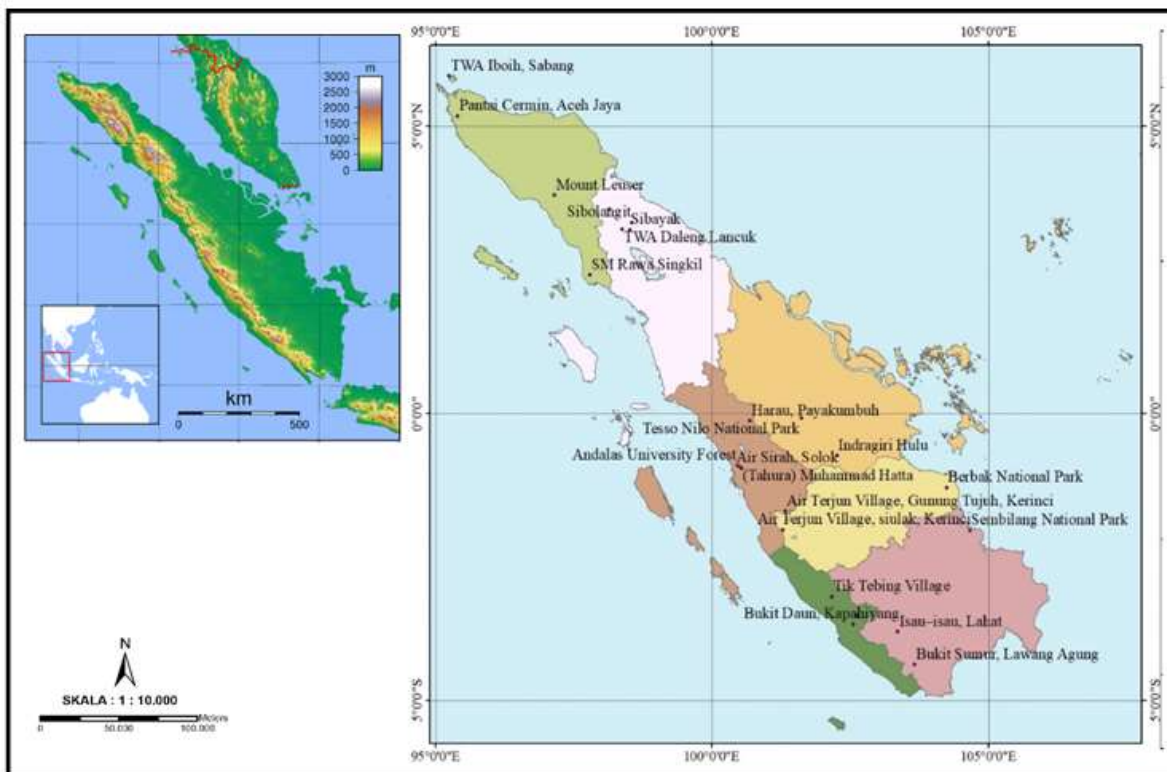 m
3000
2000
1500
1000
500
0
km
0 500
N
SKALA : 1 : 10.000
Meters
0 50.000 100.000
95°0'0"E 100°0'0"E 105°0'0"E
TWA Iboih, Sabang
Pantai Cermin, Aceh Jaya
5°0'0"N 5°0'0"N
Mount Leuser
Sibolangit
Sibayak
TWA Daleng Lancuk
SM Rawa Singkil
0°0'0" 0°0'0"
Harau, Payakumbuh
Tesso Nilo National Park
Indragiri Hulu
Andalas University Forest
Air Sirah, Solok
(Tahura) Muhammad Hatta
Berbak National Park
Air Terjun Village, Gunung Tujuh, Kerinci
Air Terjun Village, siulak, Kerinci
Sembilang National Park
Tik Tebing Village
Bukit Daun, Kapahiyang
Isau-isau, Lahat
Bukit Sumur, Lawang Agung
5°0'0"S 5°0'0"S
95°0'0"E 100°0'0"E 105°0'0"E